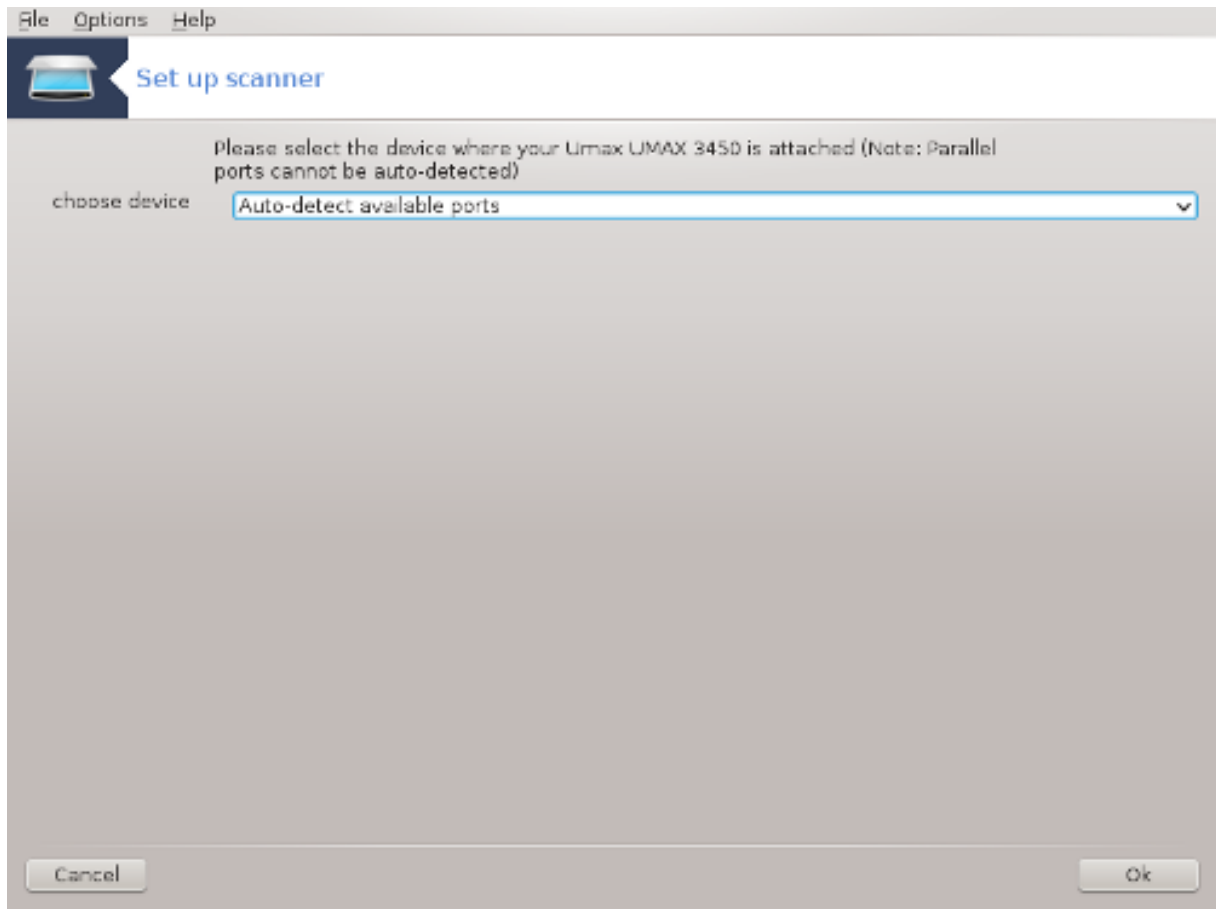 File Options Help
Set up scanner
Please select the device where your Umax UMAX 3450 is attached (Note: Parallel
ports cannot be auto-detected)
choose device
Auto-detect available ports
Cancel
Ok